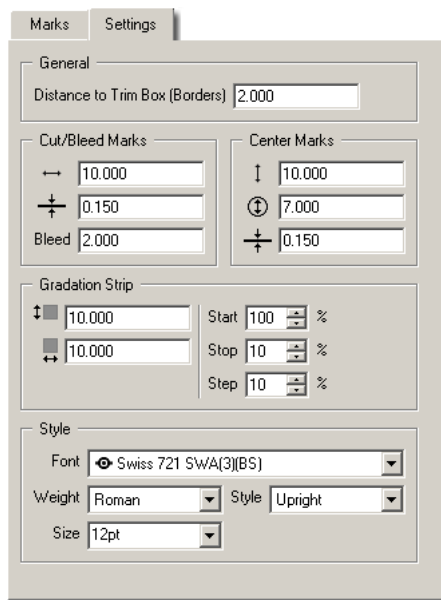 Marks Settings
General
Distance to Trim Box (Borders) 2.000
Cut/Bleed Marks
10.000
0.150
Bleed 2.000
Center Marks
10.000
7.000
0.150
Gradation Strip
10.000
10.000
Start 100 %
Stop 10 %
Step 10 %
Style
Font Swiss 721 SWA(3)(BS)
Weight Roman Style Upright
Size 12pt